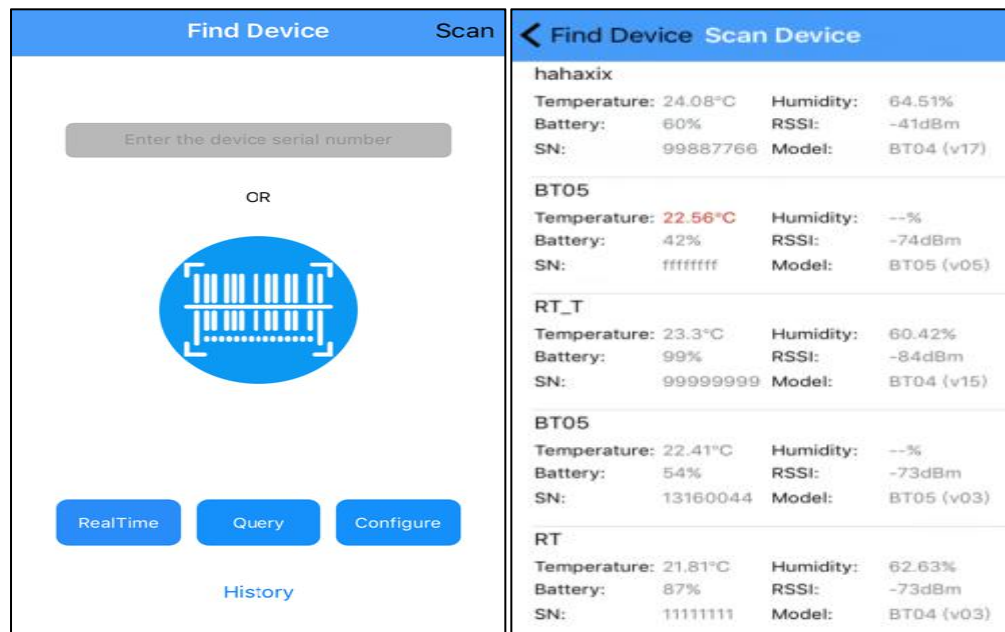 Find Device Scan
Enter the device serial number
OR
RealTime Query Configure
History
Find Device Scan Device
hahaxix
Temperature: 24.08°C Humidity: 64.51%
Battery: 60% RSSI: -41dBm
SN: 99887766 Model: BT04 (v17)
BT05
Temperature: 22.56°C Humidity: --%
Battery: 42% RSSI: -74dBm
SN: ffffffff Model: BT05 (v05)
RT_T
Temperature: 23.3°C Humidity: 60.42%
Battery: 99% RSSI: -84dBm
SN: 99999999 Model: BT04 (v15)
BT05
Temperature: 22.41°C Humidity: --%
Battery: 54% RSSI: -73dBm
SN: 13160044 Model: BT05 (v03)
RT
Temperature: 21.81°C Humidity: 62.63%
Battery: 87% RSSI: -73dBm
SN: 11111111 Model: BT04 (v03)